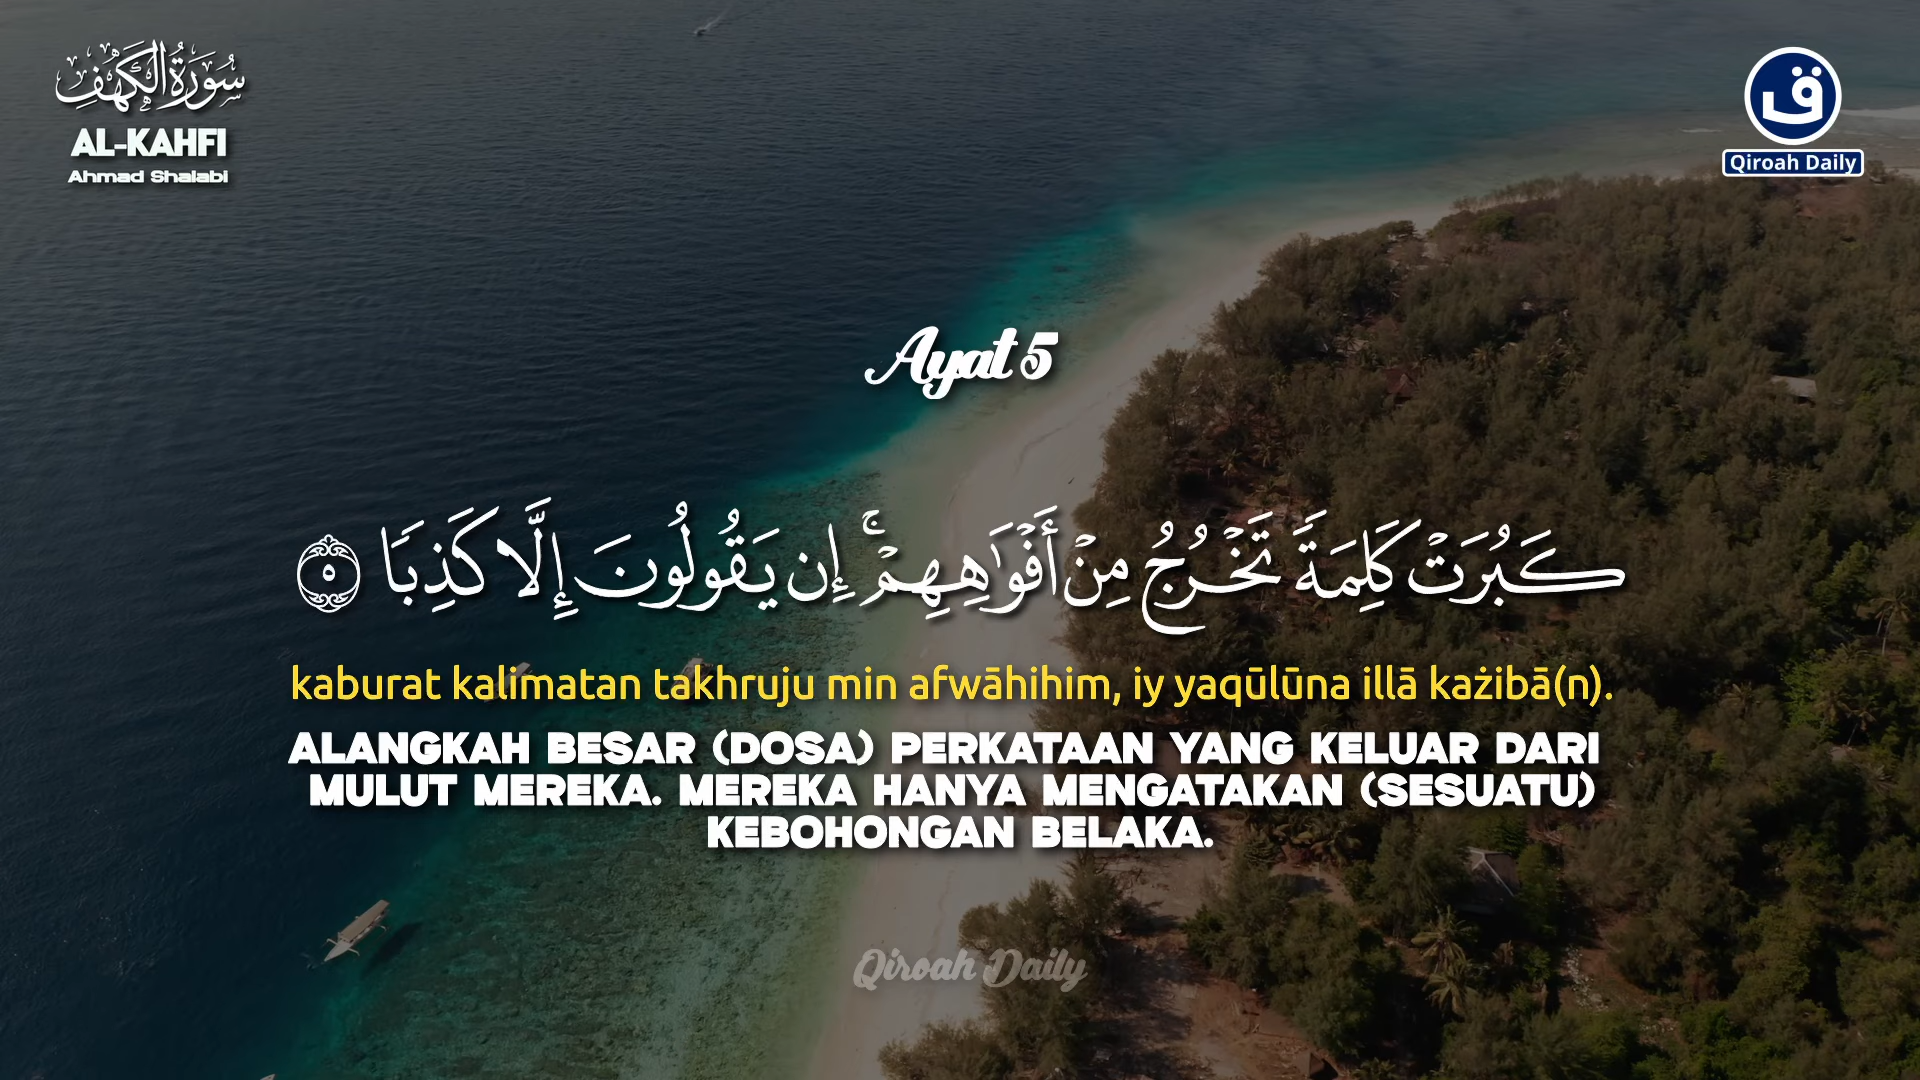 سُورَةُ الْكَهْفِ
AL-KAHFI
Ahmad Shalabi
ق
Qiroah Daily
Ayat 5
كَبُرَتْ كَلِمَةً تَخْرُجُ مِنْ أَفْوَٰهِهِمْ ۚ إِن يَقُولُونَ إِلَّا كَذِبًا ٥
kaburat kalimatan takhruju min afwāhihim, iy yaqūlūna illā każibā(n).
ALANGKAH BESAR (DOSA) PERKATAAN YANG KELUAR DARI
MULUT MEREKA. MEREKA HANYA MENGATAKAN (SESUATU)
KEBOHONGAN BELAKA.
Qiroah Daily